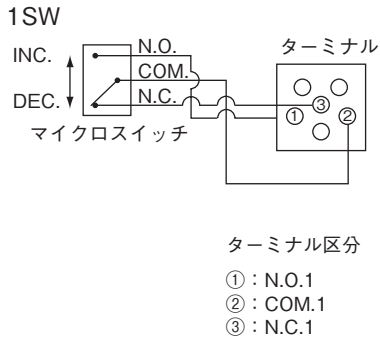 1SW
INC.
N.O.
COM.
DEC.
N.C.
マイクロスイッチ
ターミナル
①
③
②
ターミナル区分
①：N.O.1
②：COM.1
③：N.C.1